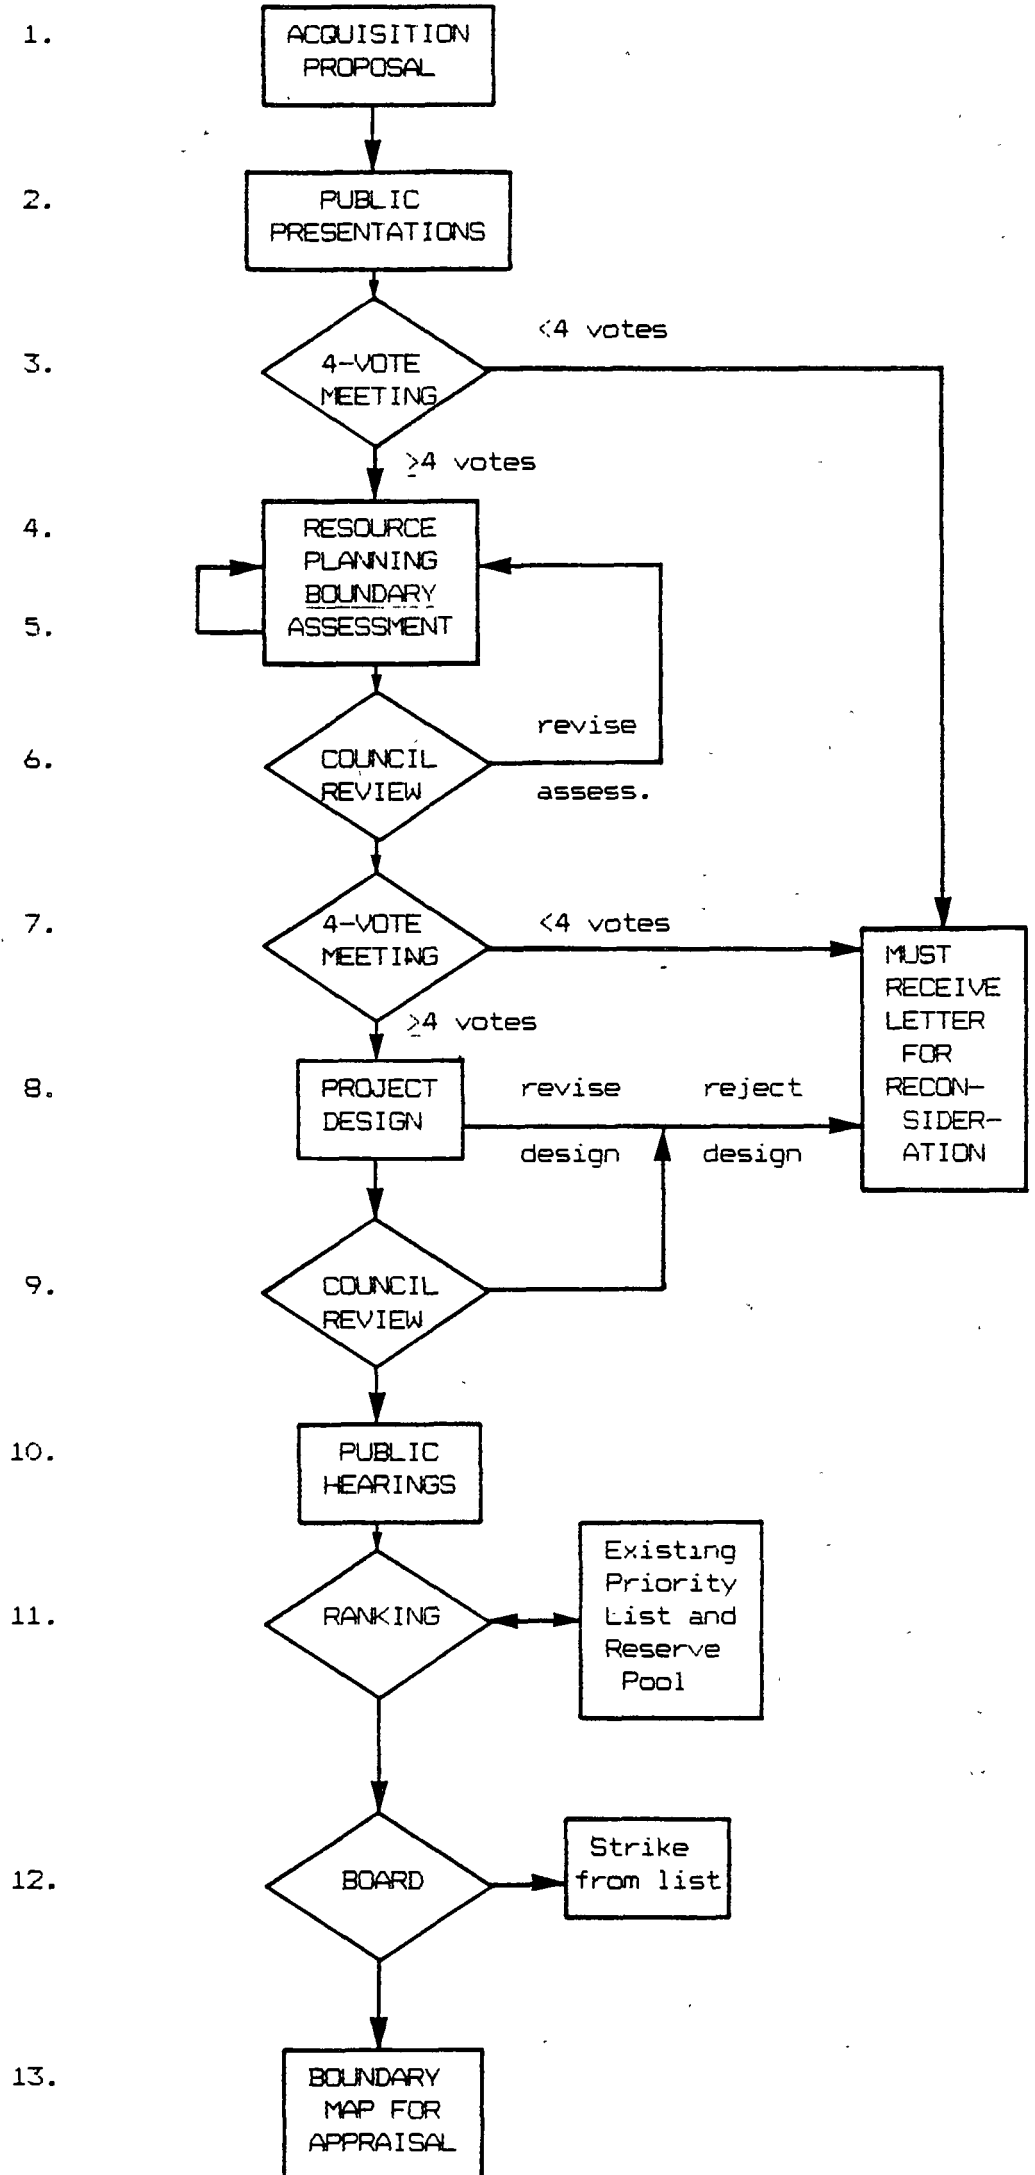 1.
ACQUISITION
PROPOSAL
2.
PUBLIC
PRESENTATIONS
<4 votes
3.
4-VOTE
MEETING
≥4 votes
4.
RESOURCE
PLANNING
BOUNDARY
5.
ASSESSMENT
revise
6.
COUNCIL
REVIEW
assess.
7.
4-VOTE
MEETING
<4 votes
MUST
RECEIVE
LETTER
FOR
RECON-
SIDER-
ATION
≥4 votes
8.
PROJECT
DESIGN
revise
design
reject
design
9.
COUNCIL
REVIEW
10.
PUBLIC
HEARINGS
11.
RANKING
Existing
Priority
List and
Reserve
Pool
12.
BOARD
Strike
from list
13.
BOUNDARY
MAP FOR
APPRAISAL